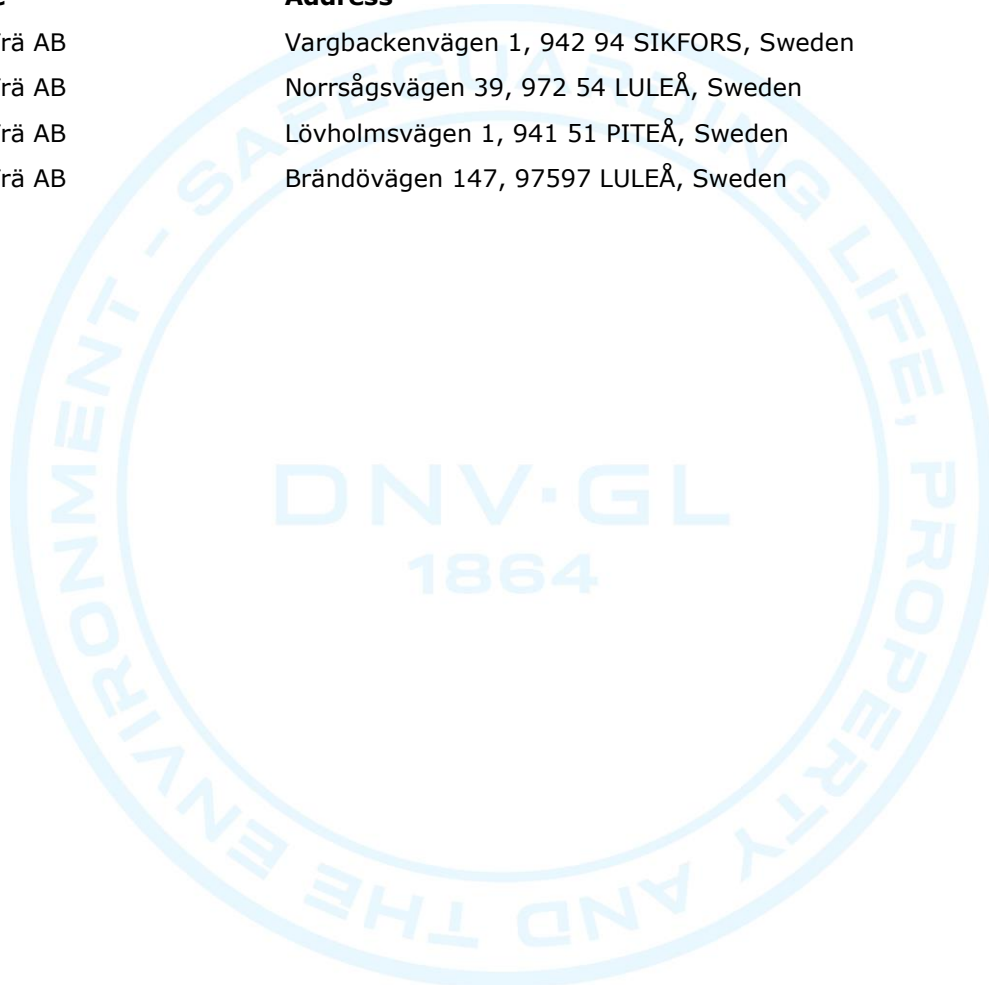 Address
rä AB Vargbackenvägen 1, 942 94 SIKFORS, Sweden
rä AB Norrsågsvägen 39, 972 54 LULEÅ, Sweden
rä AB Lövholmsvägen 1, 941 51 PITEÅ, Sweden
rä AB Brändövägen 147, 97597 LULEÅ, Sweden
SAFEGUARDING LIFE, PROPERTY AND THE ENVIRONMENT -
DNV·GL
1864